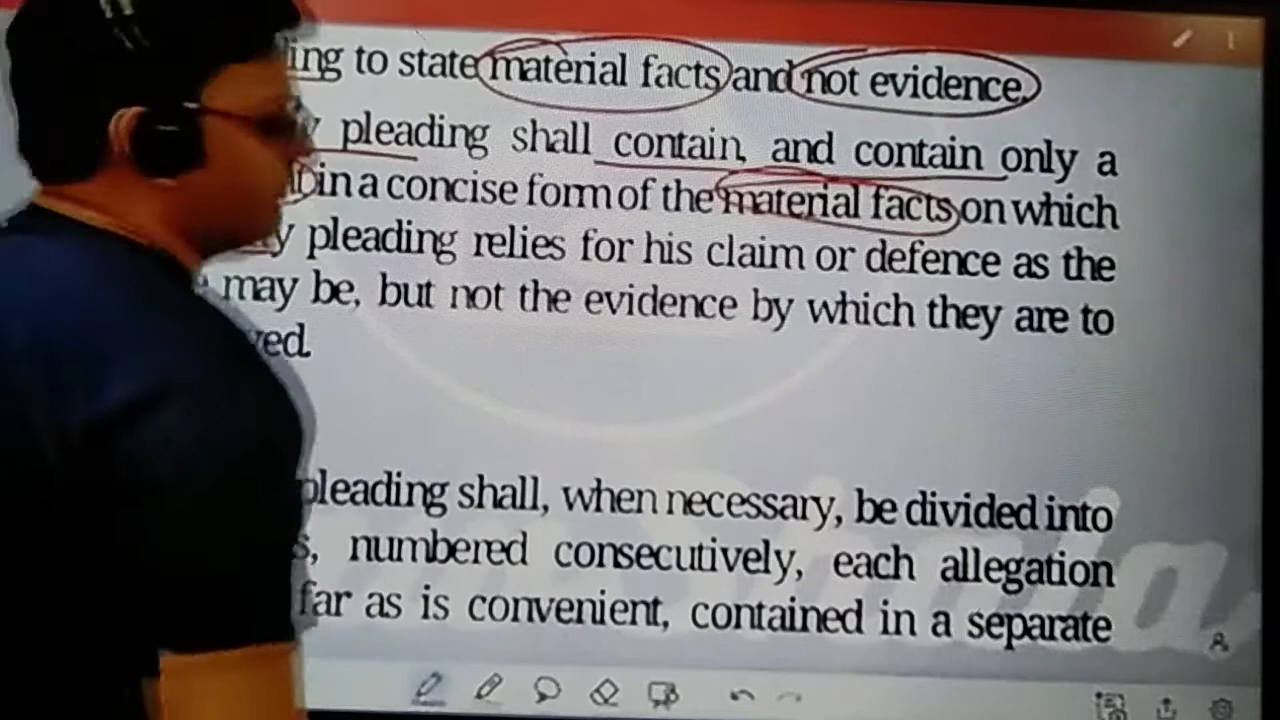 to state material facts and not evidence.
pleading shall contain, and contain only a
in a concise form of the material facts on which
pleading relies for his claim or defence as the
may be, but not the evidence by which they are to
pleading shall, when necessary, be divided into
numbered consecutively, each allegation
far as is convenient, contained in a separate